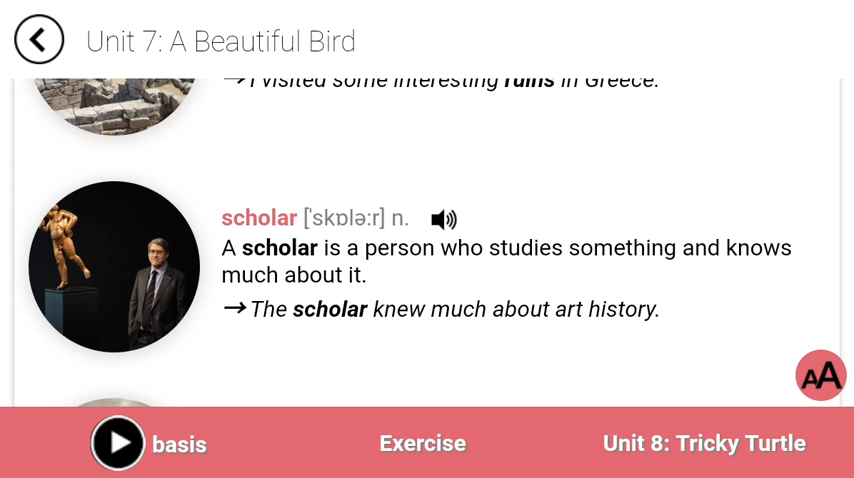 Unit 7: A Beautiful Bird
→ I visited some interesting ruins in Greece.
scholar [ˈskɒlə:r] n.
A scholar is a person who studies something and knows
much about it.
→ The scholar knew much about art history.
AA
basis
Exercise
Unit 8: Tricky Turtle